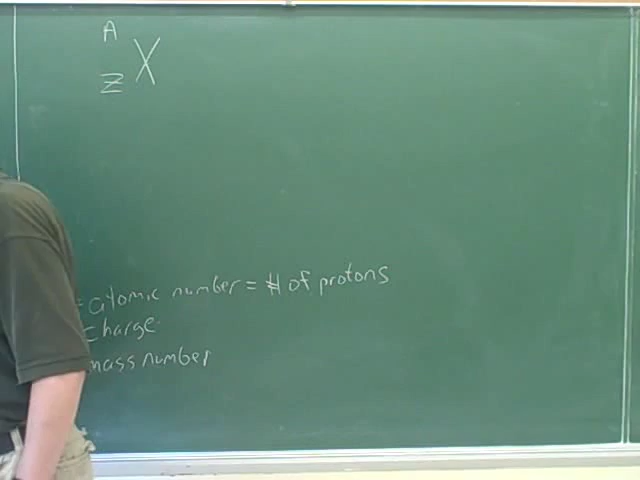 A
Z X
= atomic number = # of protons
charge
mass number